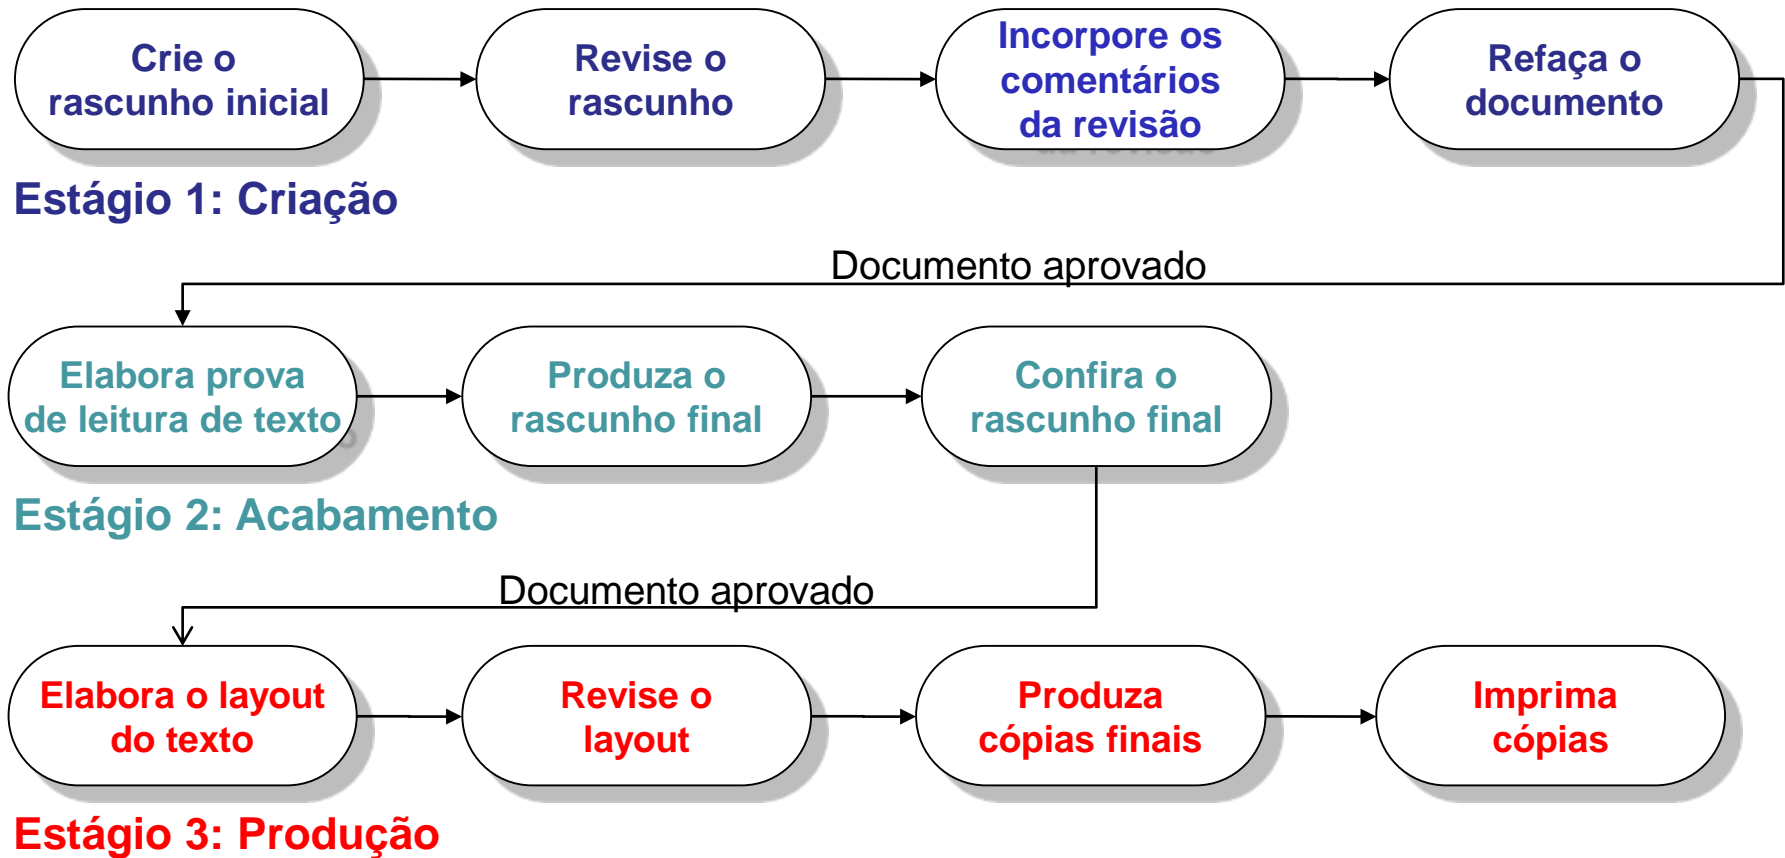 Crie o
rascunho inicial
Revise o
rascunho
Incorpore os
comentários
da revisão
Refaça o
documento
Estágio 1: Criação
Documento aprovado
Elabora prova
de leitura de texto
Produza o
rascunho final
Confira o
rascunho final
Estágio 2: Acabamento
Documento aprovado
Elabora o layout
do texto
Revise o
layout
Produza
cópias finais
Imprima
cópias
Estágio 3: Produção